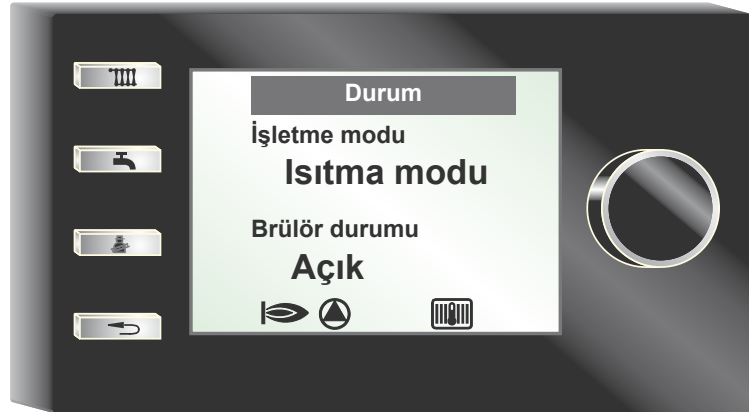 Durum
İşletme modu
Isıtma modu
Brülör durumu
Açık